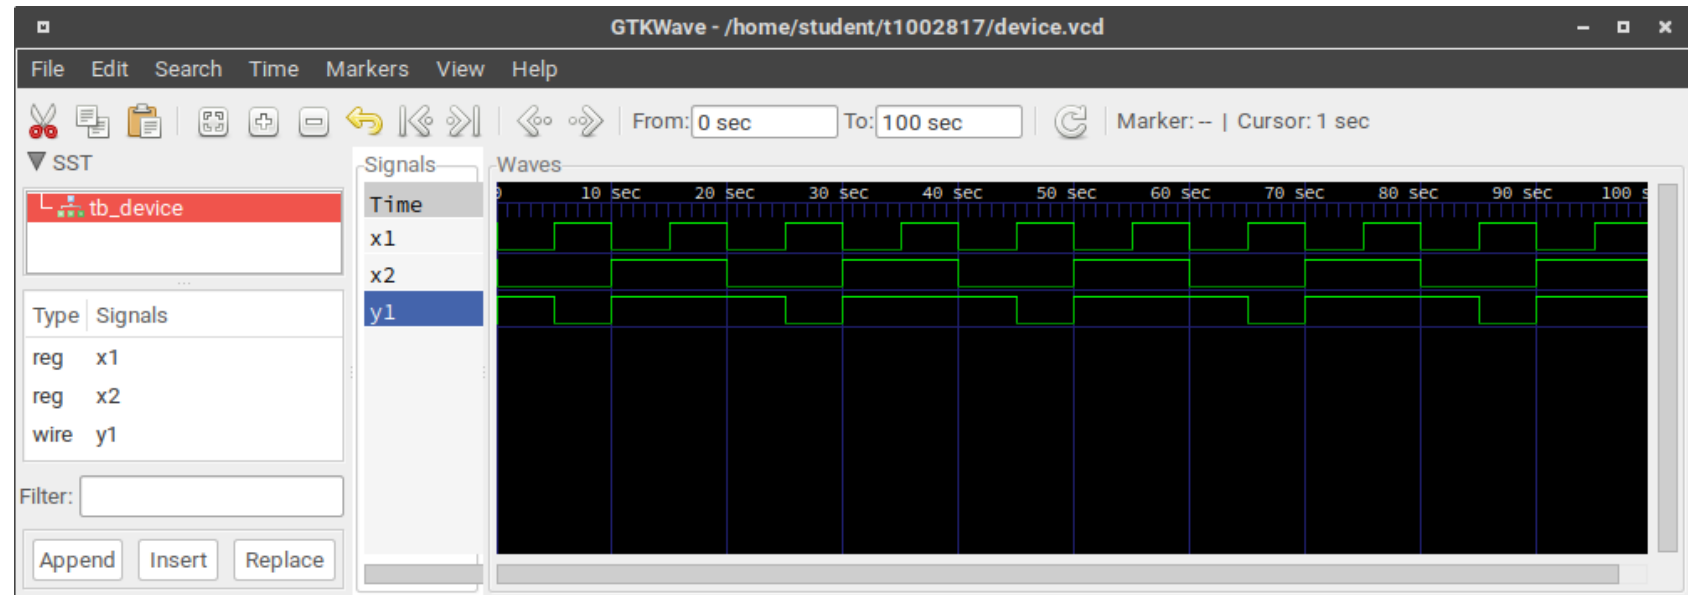 GTKWave - /home/student/t1002817/device.vcd
File Edit Search Time Markers View Help
From: 0 sec To: 100 sec Marker: -- | Cursor: 1 sec
SST
tb_device
Type Signals
reg x1
reg x2
wire y1
Filter:
Append Insert Replace
Signals
Time
x1
x2
y1
Waves
0 10 sec 20 sec 30 sec 40 sec 50 sec 60 sec 70 sec 80 sec 90 sec 100 s